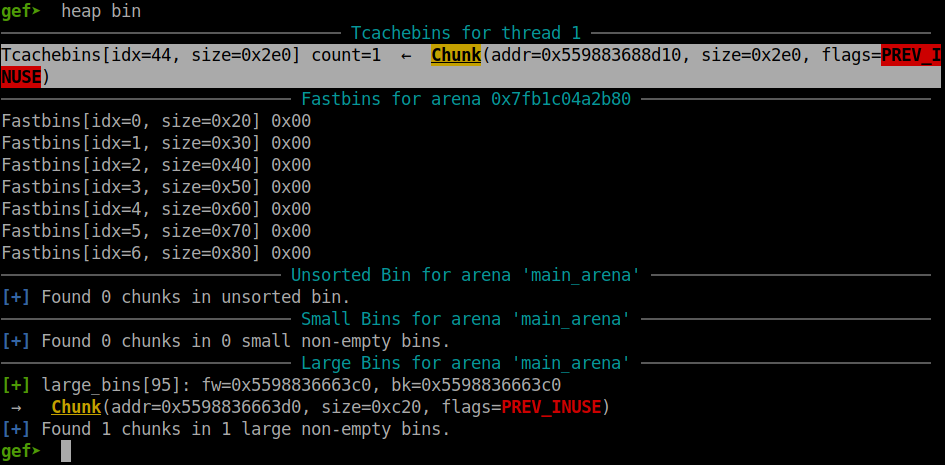 gef➤  heap bin
Tcachebins for thread 1
Tcachebins[idx=44, size=0x2e0] count=1  ←  Chunk(addr=0x559883688d10, size=0x2e0, flags=PREV_I
NUSE)
Fastbins for arena 0x7fb1c04a2b80
Fastbins[idx=0, size=0x20] 0x00
Fastbins[idx=1, size=0x30] 0x00
Fastbins[idx=2, size=0x40] 0x00
Fastbins[idx=3, size=0x50] 0x00
Fastbins[idx=4, size=0x60] 0x00
Fastbins[idx=5, size=0x70] 0x00
Fastbins[idx=6, size=0x80] 0x00
Unsorted Bin for arena 'main_arena'
[+] Found 0 chunks in unsorted bin.
Small Bins for arena 'main_arena'
[+] Found 0 chunks in 0 small non-empty bins.
Large Bins for arena 'main_arena'
[+] large_bins[95]: fw=0x5598836663c0, bk=0x5598836663c0
→   Chunk(addr=0x5598836663d0, size=0xc20, flags=PREV_INUSE)
[+] Found 1 chunks in 1 large non-empty bins.
gef➤